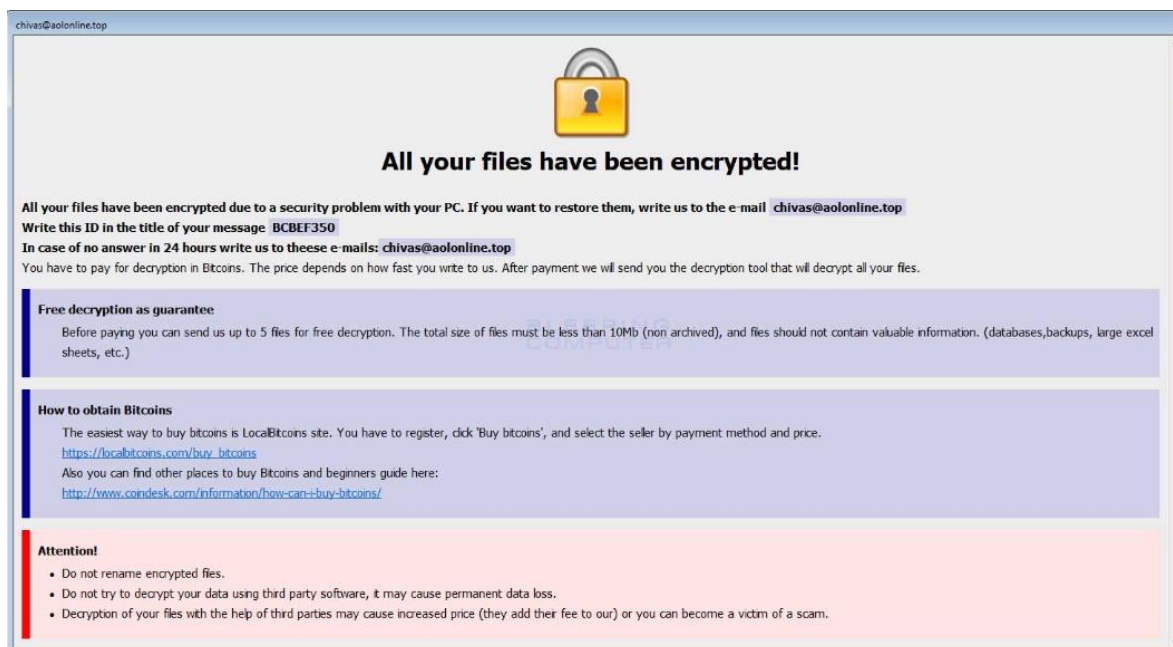 chivas@aolonline.top
All your files have been encrypted!
All your files have been encrypted due to a security problem with your PC. If you want to restore them, write us to the e-mail chivas@aolonline.top
Write this ID in the title of your message BCBEF350
In case of no answer in 24 hours write us to theese e-mails: chivas@aolonline.top
You have to pay for decryption in Bitcoins. The price depends on how fast you write to us. After payment we will send you the decryption tool that will decrypt all your files.
Free decryption as guarantee
Before paying you can send us up to 5 files for free decryption. The total size of files must be less than 10Mb (non archived), and files should not contain valuable information. (databases,backups, large excel
sheets, etc.)
BLEEPING
COMPUTER
How to obtain Bitcoins
The easiest way to buy bitcoins is LocalBitcoins site. You have to register, click 'Buy bitcoins', and select the seller by payment method and price.
https://localbitcoins.com/buy_bitcoins
Also you can find other places to buy Bitcoins and beginners guide here:
http://www.coindesk.com/information/how-can-i-buy-bitcoins/
Attention!
• Do not rename encrypted files.
• Do not try to decrypt your data using third party software, it may cause permanent data loss.
• Decryption of your files with the help of third parties may cause increased price (they add their fee to our) or you can become a victim of a scam.